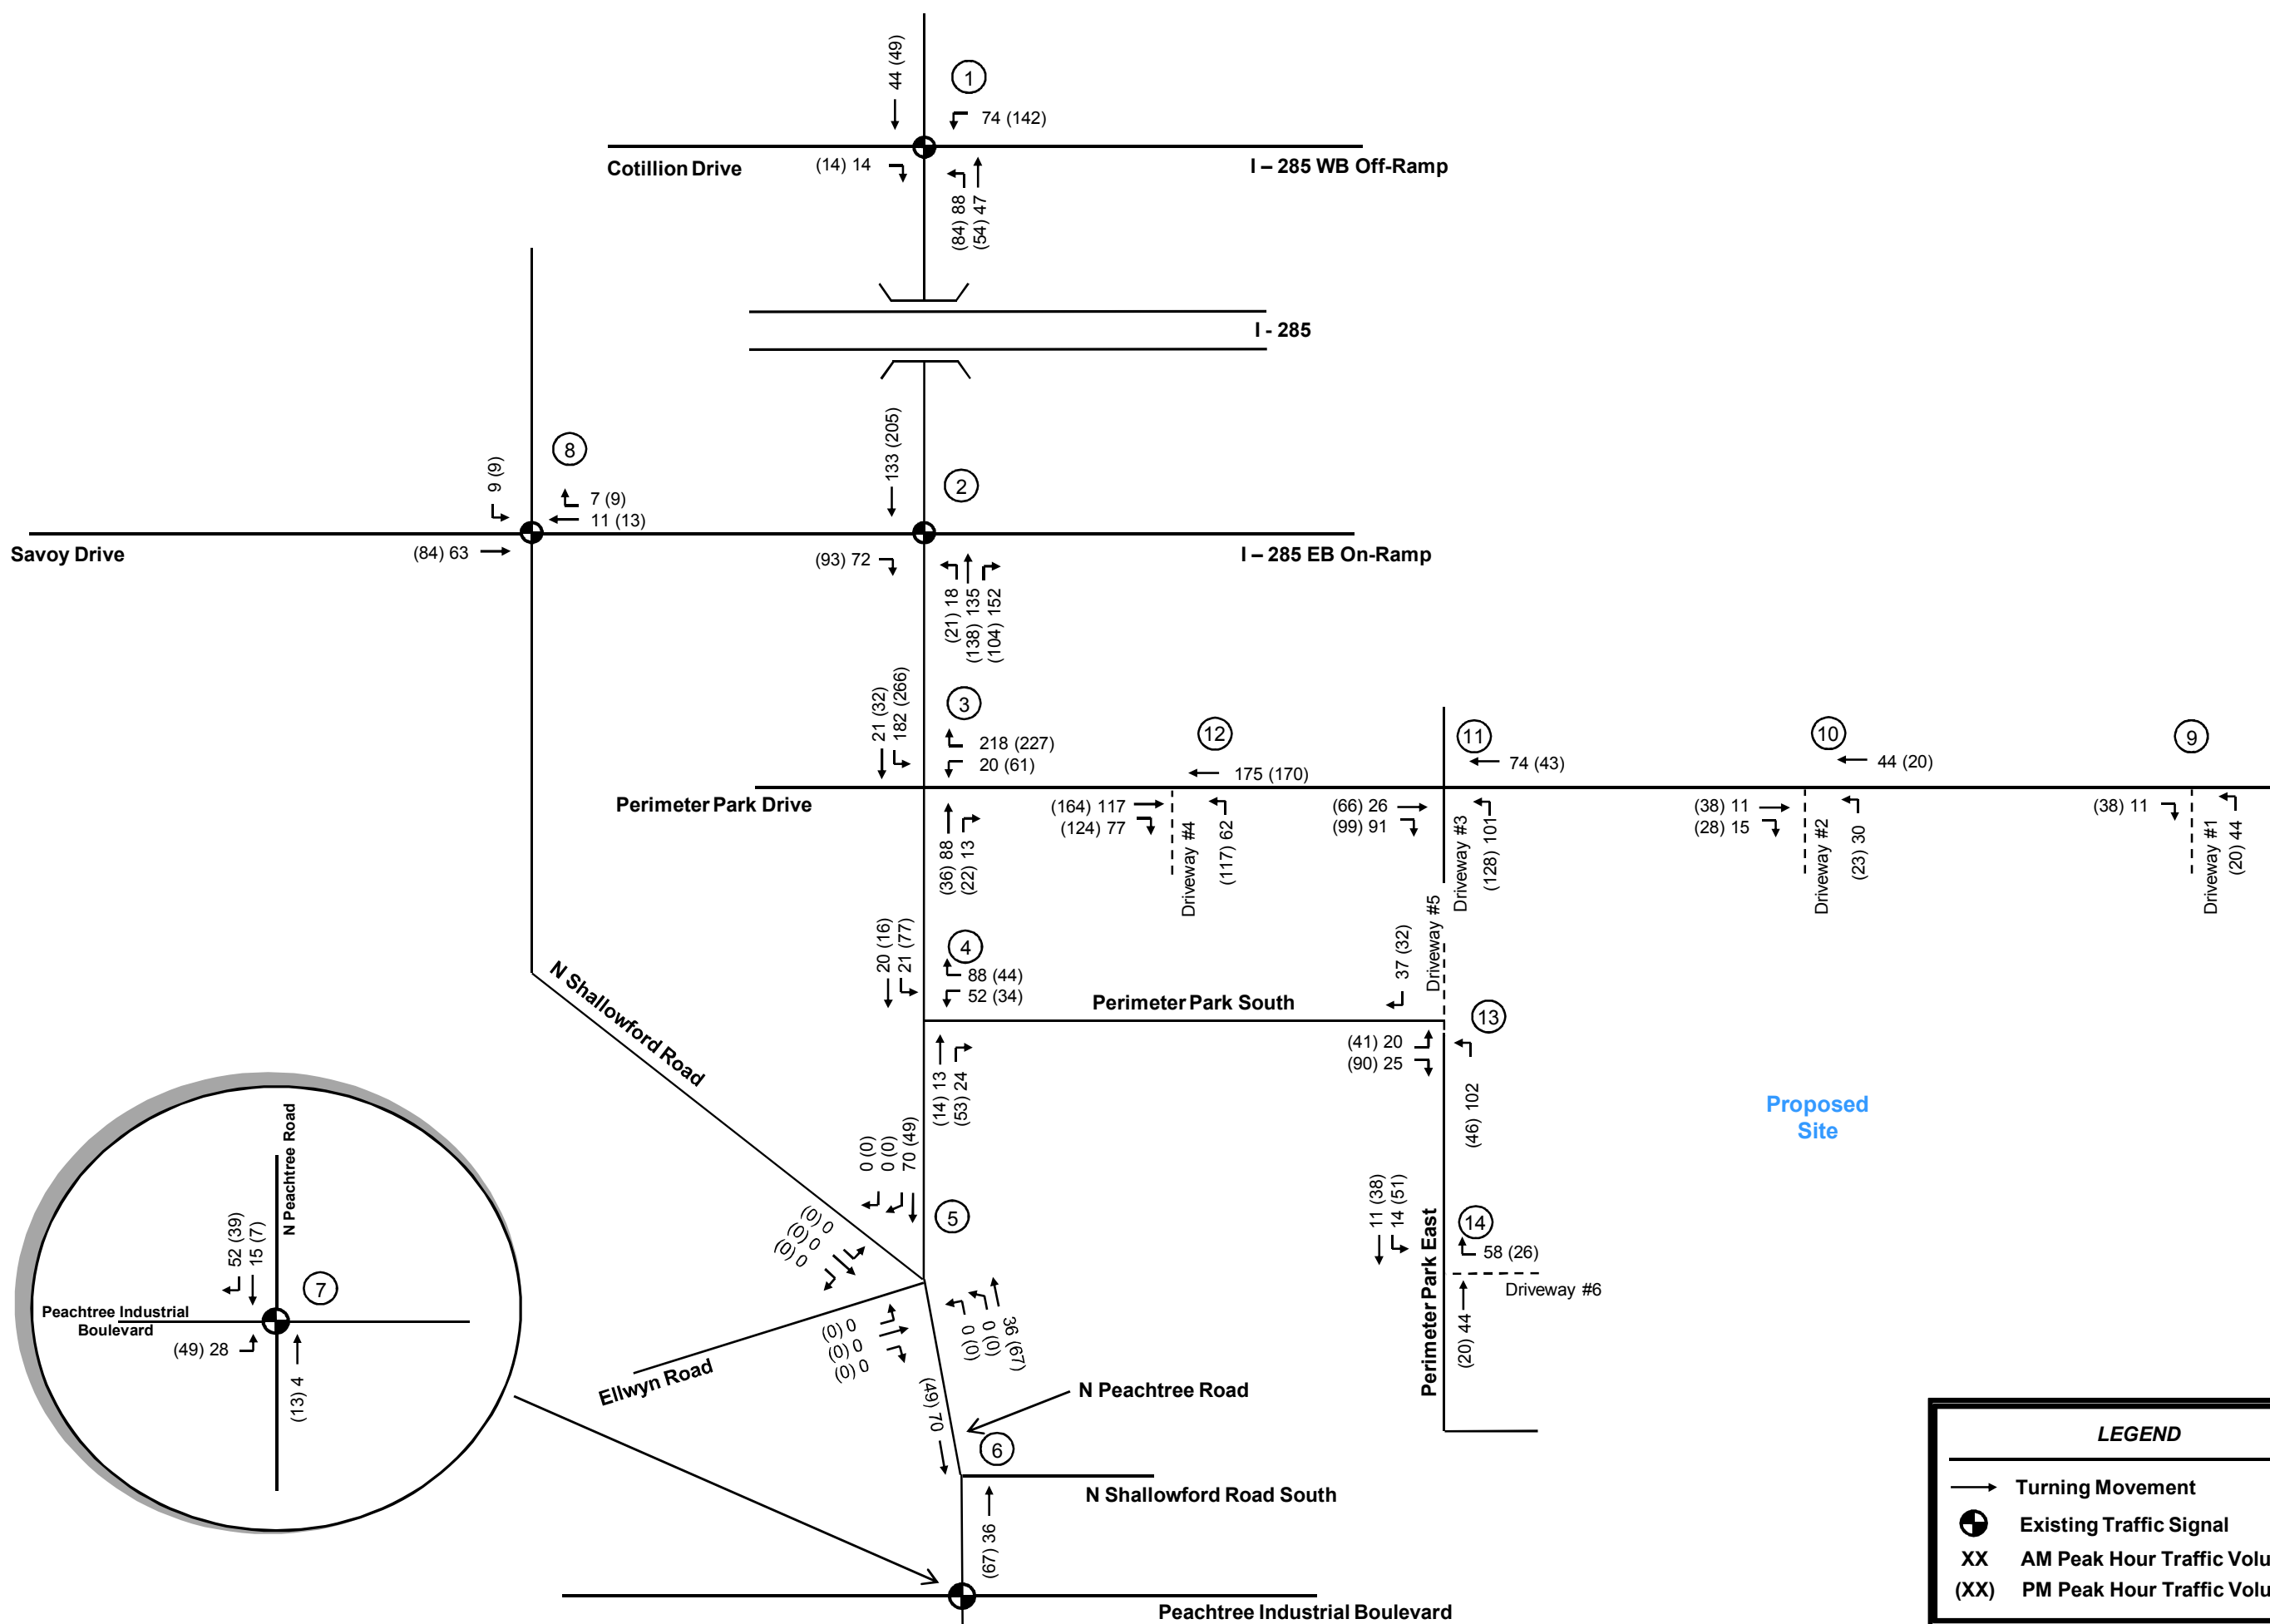 44 (49)
1
74 (142)
Cotillion Drive
(14) 14
I – 285 WB Off-Ramp
(84) 88
(54) 47
I - 285
133 (205)
8
9 (9)
7 (9)
11 (13)
2
Savoy Drive
(84) 63
(93) 72
I – 285 EB On-Ramp
(21) 18
(138) 135
(104) 152
21 (32)
182 (266)
3
218 (227)
20 (61)
12
175 (170)
11
74 (43)
10
44 (20)
9
Perimeter Park Drive
(164) 117
(124) 77
Driveway #4
(117) 62
(66) 26
(99) 91
Driveway #3
(128) 101
(38) 11
(28) 15
Driveway #2
(23) 30
(38) 11
Driveway #1
(20) 44
(36) 88
(22) 13
Driveway #5
20 (16)
21 (77)
4
88 (44)
52 (34)
37 (32)
N Shallowford Road
Perimeter Park South
13
(41) 20
(90) 25
(14) 13
(53) 24
(46) 102
Proposed
Site
0 (0)
0 (0)
70 (49)
5
(0) 0
(0) 0
(0) 0
11 (38)
14 (51)
14
58 (26)
Driveway #6
Perimeter Park East
(20) 44
N Peachtree Road
52 (39)
15 (7)
7
Peachtree Industrial
Boulevard
(49) 28
(13) 4
(0) 0
(0) 0
(0) 0
0 (0)
0 (0)
36 (67)
Ellwyn Road
(49) 70
N Peachtree Road
6
N Shallowford Road South
(67) 36
Peachtree Industrial Boulevard
LEGEND
Turning Movement
Existing Traffic Signal
XX AM Peak Hour Traffic Volu
(XX) PM Peak Hour Traffic Volu